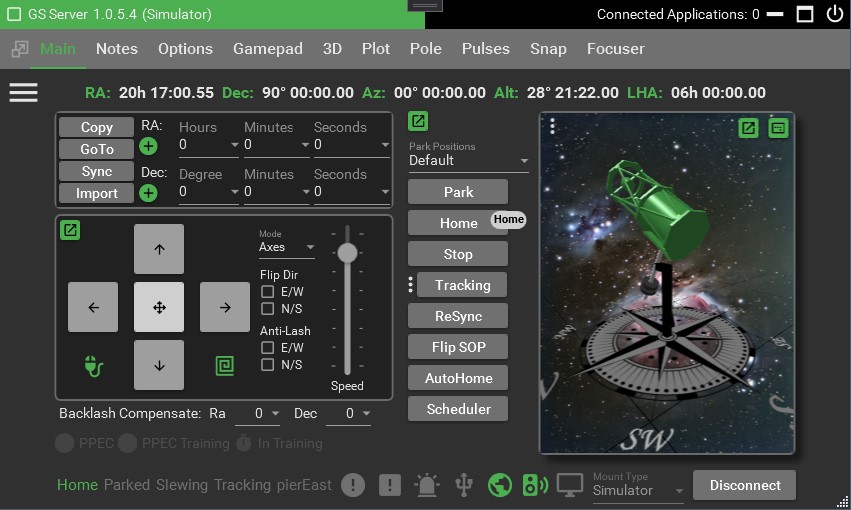 GS Server 1.0.5.4 (Simulator)
Connected Applications: 0
Main Notes Options Gamepad 3D Plot Pole Pulses Snap Focuser
RA: 20h 17:00.55 Dec: 90° 00:00.00 Az: 00° 00:00.00 Alt: 28° 21:22.00 LHA: 06h 00:00.00
Copy
GoTo
Sync
Import
RA:
Hours Minutes Seconds
0 0 0
Dec:
Degree Minutes Seconds
0 0 0
Mode
Axes
Flip Dir
E/W
N/S
Anti-Lash
E/W
N/S
Speed
Backlash Compensate: Ra 0 Dec 0
PPEC PPEC Training In Training
Park Positions
Default
Park
Home
Home
Stop
Tracking
ReSync
Flip SOP
AutoHome
Scheduler
SW
Home Parked Slewing Tracking pierEast
Mount Type
Simulator
Disconnect